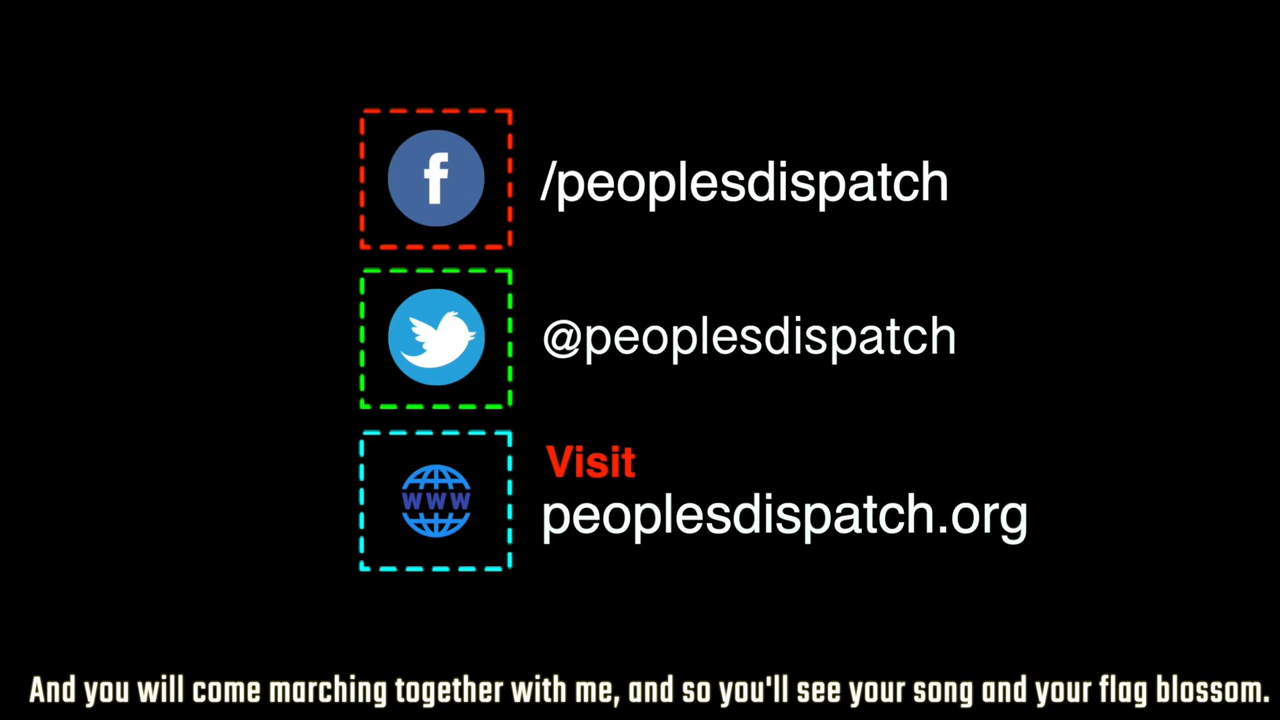 f
/peoplesdispatch
@peoplesdispatch
Visit
WWW
peoplesdispatch.org
And you will come marching together with me, and so you'll see your song and your flag blossom.